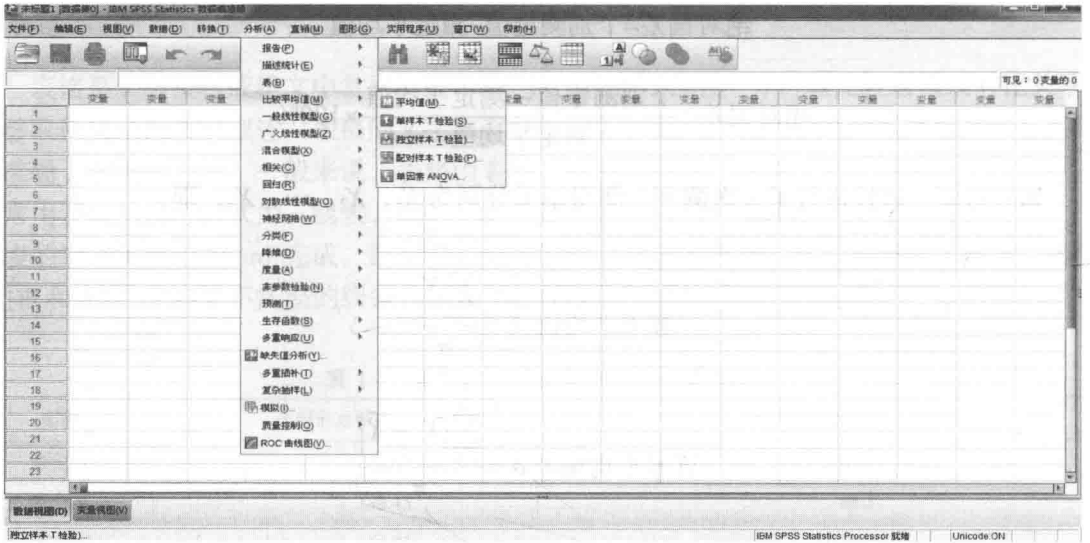 未标题1 [数据集0] - IBM SPSS Statistics 数据编辑器
文件(F) 编辑(E) 视图(V) 数据(D) 转换(T) 分析(A) 直销(M) 图形(G) 实用程序(U) 窗口(W) 帮助(H)
可见：0变量的 0
变量 变量 变量 变量 变量 变量 变量 变量 变量 变量 变量 变量 变量
报告(P)
描述统计(E)
表(B)
比较平均值(M)
一般线性模型(G)
广义线性模型(Z)
混合模型(X)
相关(C)
回归(R)
对数线性模型(O)
神经网络(W)
分类(F)
降维(D)
度量(A)
非参数检验(N)
预测(T)
生存函数(S)
多重响应(U)
缺失值分析(Y)...
多重插补(T)
复杂抽样(L)
模拟(I)...
质量控制(Q)
ROC 曲线图(V)...
平均值(M)...
单样本 T 检验(S)...
独立样本 T 检验)...
配对样本 T 检验(P)...
单因素 ANOVA...
1
2
3
4
5
6
7
8
9
10
11
12
13
14
15
16
17
18
19
20
21
22
23
数据视图(D) 变量视图(V)
独立样本 T 检验)...
IBM SPSS Statistics Processor 就绪
Unicode:ON